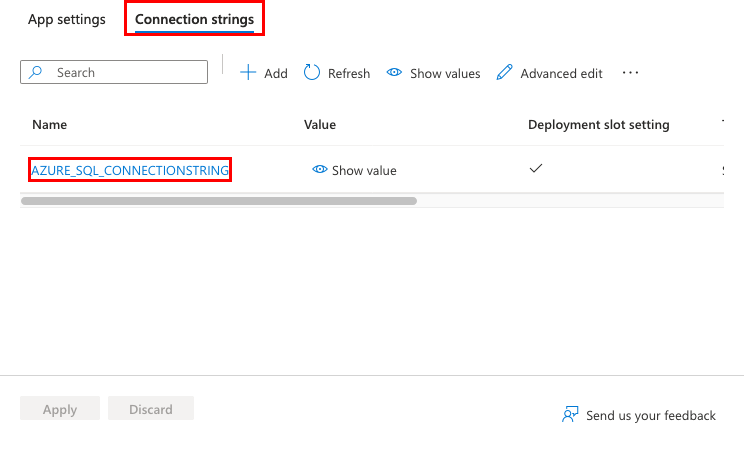 App settings Connection strings
Search Add Refresh Show values Advanced edit ···
Name Value Deployment slot setting
AZURE_SQL_CONNECTIONSTRING Show value
Apply Discard Send us your feedback